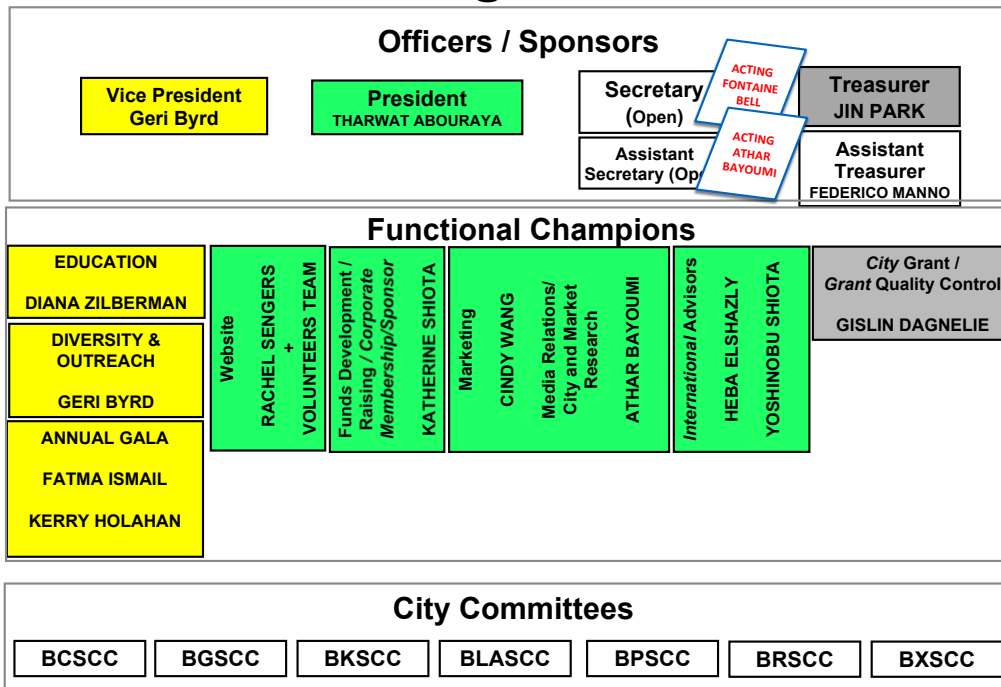 Officers / Sponsors
Vice President
Geri Byrd
President
THARWAT ABOURAYA
Secretary
(Open)
ACTING
FONTAINE
BELL
Treasurer
JIN PARK
Assistant
Secretary (Op
ACTING
ATHAR
BAYOUMI
Assistant
Treasurer
FEDERICO MANNO
Functional Champions
EDUCATION
DIANA ZILBERMAN
DIVERSITY &
OUTREACH
GERI BYRD
ANNUAL GALA
FATMA ISMAIL
KERRY HOLAHAN
Website
RACHEL SENGERS
+
VOLUNTEERS TEAM
Funds Development /
Raising / Corporate
Membership/Sponsor
KATHERINE SHIOTA
Marketing
CINDY WANG
Media Relations/
City and Market
Research
ATHAR BAYOUMI
International Advisors
HEBA ELSHAZLY
YOSHINOBU SHIOTA
City Grant /
Grant Quality Control
GISLIN DAGNELIE
City Committees
BCSCC
BGSCC
BKSCC
BLASCC
BPSCC
BRSCC
BXSCC